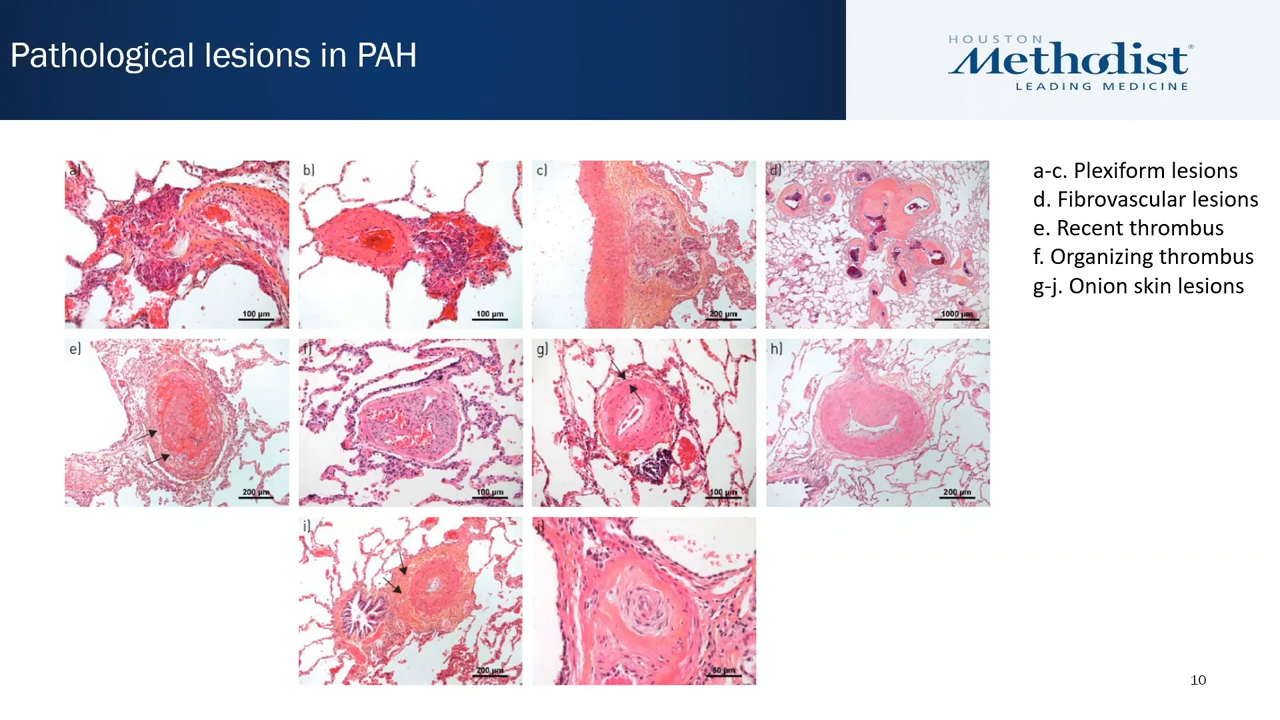 Pathological lesions in PAH
HOUSTON
Methodist®
LEADING MEDICINE
a) 100 µm
b) 100 µm
c) 200 µm
d) 1000 µm
a-c. Plexiform lesions
d. Fibrovascular lesions
e. Recent thrombus
f. Organizing thrombus
g-j. Onion skin lesions
e) 200 µm
f) 100 µm
g) 100 µm
h) 200 µm
i) 200 µm
j) 50 µm
10